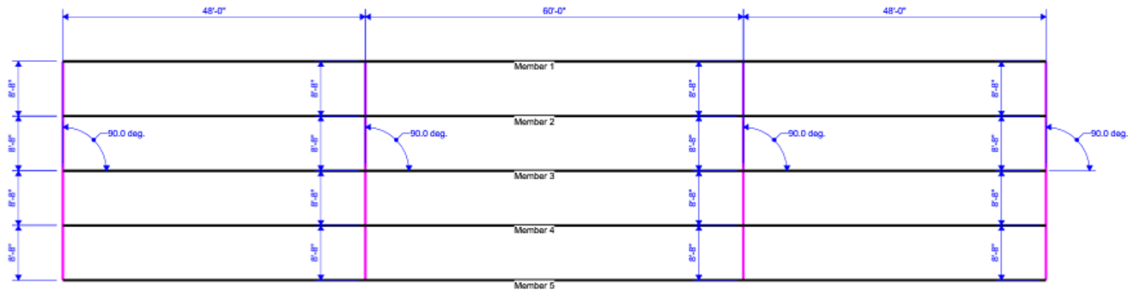 48'-0" 60'-0" 48'-0"
Member 1
8'-8" 8'-8" 8'-8" 8'-8"
Member 2
90.0 deg. 90.0 deg. 90.0 deg. 90.0 deg.
8'-8" 8'-8" 8'-8" 8'-8"
Member 3
8'-8" 8'-8" 8'-8" 8'-8"
Member 4
8'-8" 8'-8" 8'-8" 8'-8"
Member 5